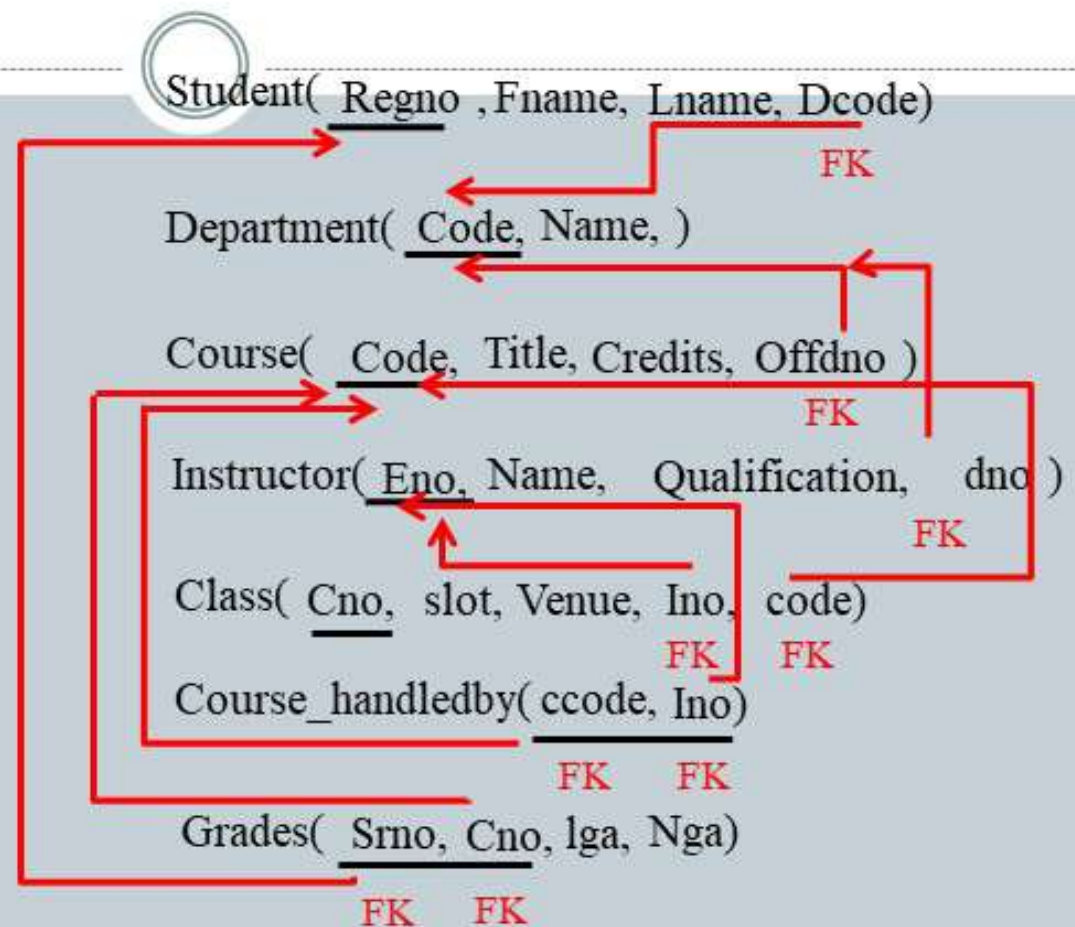 Student( Regno , Fname, Lname, Dcode)
FK
Department( Code, Name, )
Course( Code, Title, Credits, Offdno )
FK
Instructor( Eno, Name, Qualification, dno )
FK
Class( Cno, slot, Venue, Ino, code)
FK FK
Course_handledby( ccode, Ino)
FK FK
Grades( Srno, Cno, lga, Nga)
FK FK